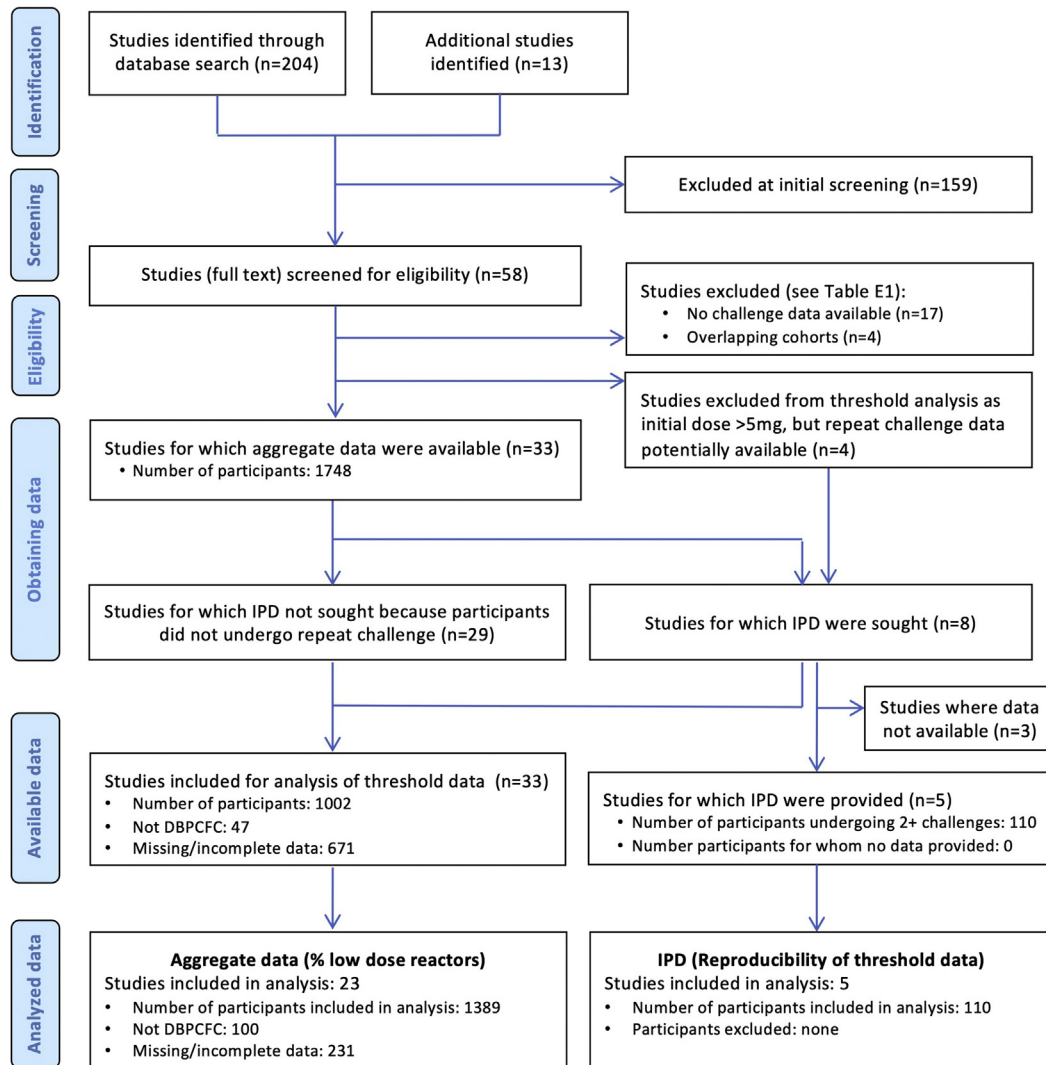 Identification
Studies identified through
database search (n=204)
Additional studies
identified (n=13)
Screening
Excluded at initial screening (n=159)
Studies (full text) screened for eligibility (n=58)
Eligibility
Studies excluded (see Table E1):
• No challenge data available (n=17)
• Overlapping cohorts (n=4)
Studies excluded from threshold analysis as
initial dose >5mg, but repeat challenge data
potentially available (n=4)
Obtaining data
Studies for which aggregate data were available (n=33)
• Number of participants: 1748
Studies for which IPD not sought because participants
did not undergo repeat challenge (n=29)
Studies for which IPD were sought (n=8)
Studies where data
not available (n=3)
Available data
Studies included for analysis of threshold data (n=33)
• Number of participants: 1002
• Not DBPCFC: 47
• Missing/incomplete data: 671
Studies for which IPD were provided (n=5)
• Number of participants undergoing 2+ challenges: 110
• Number participants for whom no data provided: 0
Analyzed data
Aggregate data (% low dose reactors)
Studies included in analysis: 23
• Number of participants included in analysis: 1389
• Not DBPCFC: 100
• Missing/incomplete data: 231
IPD (Reproducibility of threshold data)
Studies included in analysis: 5
• Number of participants included in analysis: 110
• Participants excluded: none